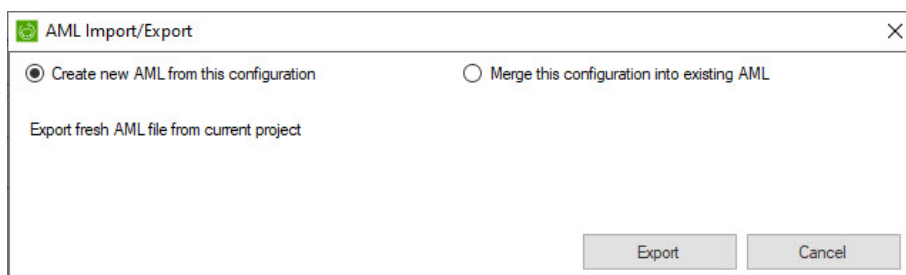 AML Import/Export
Create new AML from this configuration
Merge this configuration into existing AML
Export fresh AML file from current project
Export
Cancel